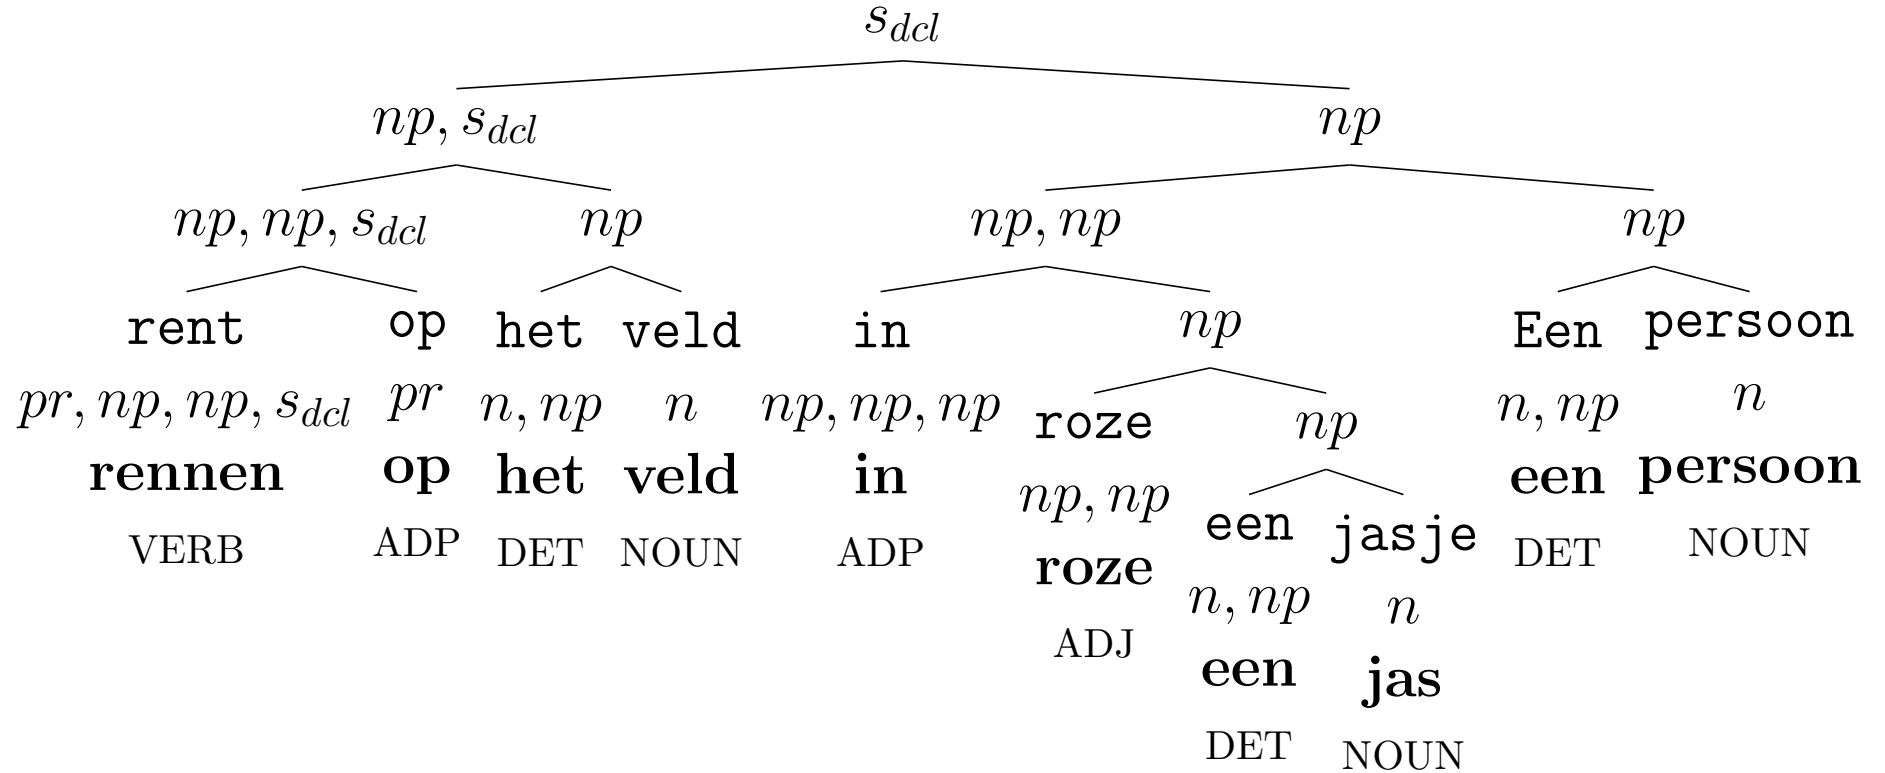 s_dcl
np, s_dcl np
np, np, s_dcl np np, np np
rent op het veld in np Een persoon
pr, np, np, s_dcl pr n, np n np, np, np roze np n, np n
rennen op het veld in np, np een jasje een persoon
VERB ADP DET NOUN ADP roze n, np n DET NOUN
ADJ een jas
DET NOUN